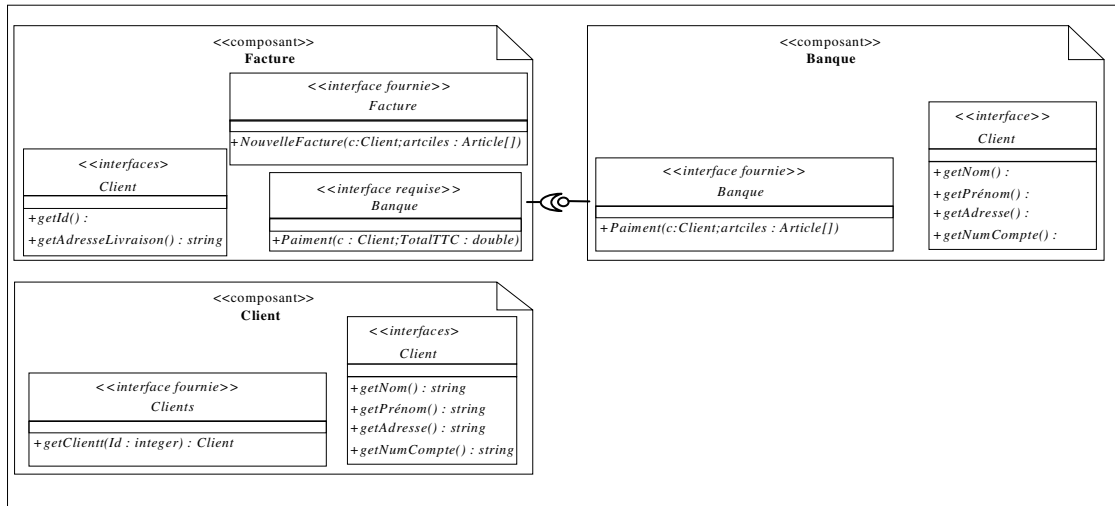 <<composant>>
Facture
<<interface fournie>>
Facture
+NouvelleFacture(c:Client;artciles : Article[])
<<interfaces>
Client
+getId() :
+getAdresseLivraison() : string
<<interface requise>>
Banque
+Paiment(c : Client;TotalTTC : double)
<<composant>>
Banque
<<interface fournie>>
Banque
+Paiment(c:Client;artciles : Article[])
<<interface>>
Client
+getNom() :
+getPrénom() :
+getAdresse() :
+getNumCompte() :
<<composant>>
Client
<<interface fournie>>
Clients
+getClientt(Id : integer) : Client
<<interfaces>
Client
+getNom() : string
+getPrénom() : string
+getAdresse() : string
+getNumCompte() : string